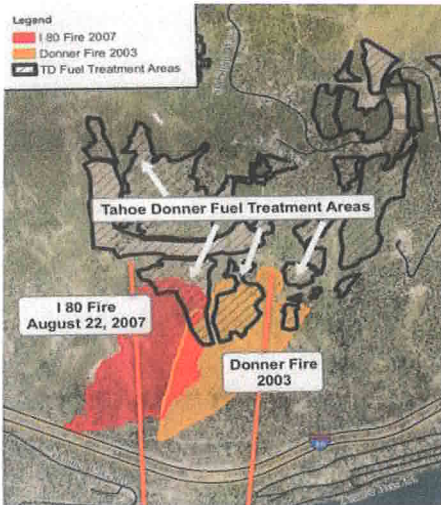 Legend
I 80 Fire 2007
Donner Fire 2003
TD Fuel Treatment Areas
Tahoe Donner Fuel Treatment Areas
I 80 Fire
August 22, 2007
Donner Fire
2003